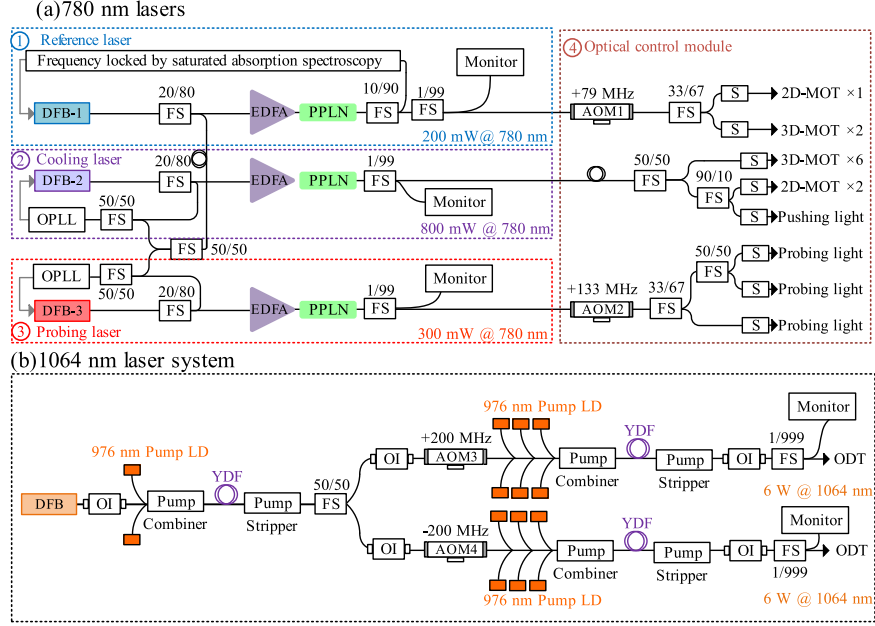 (a)780 nm lasers
① Reference laser
Frequency locked by saturated absorption spectroscopy
DFB-1
20/80
FS
EDFA
PPLN
10/90
FS
1/99
FS
Monitor
200 mW@ 780 nm
② Cooling laser
DFB-2
20/80
FS
EDFA
PPLN
1/99
FS
Monitor
OPLL
50/50
FS
FS
50/50
800 mW @ 780 nm
OPLL
FS
50/50
DFB-3
20/80
FS
EDFA
PPLN
1/99
FS
Monitor
③ Probing laser
300 mW @ 780 nm
④ Optical control module
+79 MHz
AOM1
33/67
FS
S
2D-MOT ×1
S
3D-MOT ×2
50/50
FS
S
3D-MOT ×6
90/10
FS
S
2D-MOT ×2
S
Pushing light
+133 MHz
AOM2
33/67
FS
50/50
FS
S
Probing light
S
Probing light
S
Probing light
(b)1064 nm laser system
976 nm Pump LD
DFB
OI
Pump
Combiner
YDF
Pump
Stripper
50/50
FS
OI
+200 MHz
AOM3
976 nm Pump LD
Pump
Combiner
YDF
Pump
Stripper
OI
1/999
FS
Monitor
ODT
6 W @ 1064 nm
OI
-200 MHz
AOM4
976 nm Pump LD
Pump
Combiner
YDF
Pump
Stripper
OI
FS
1/999
Monitor
ODT
6 W @ 1064 nm